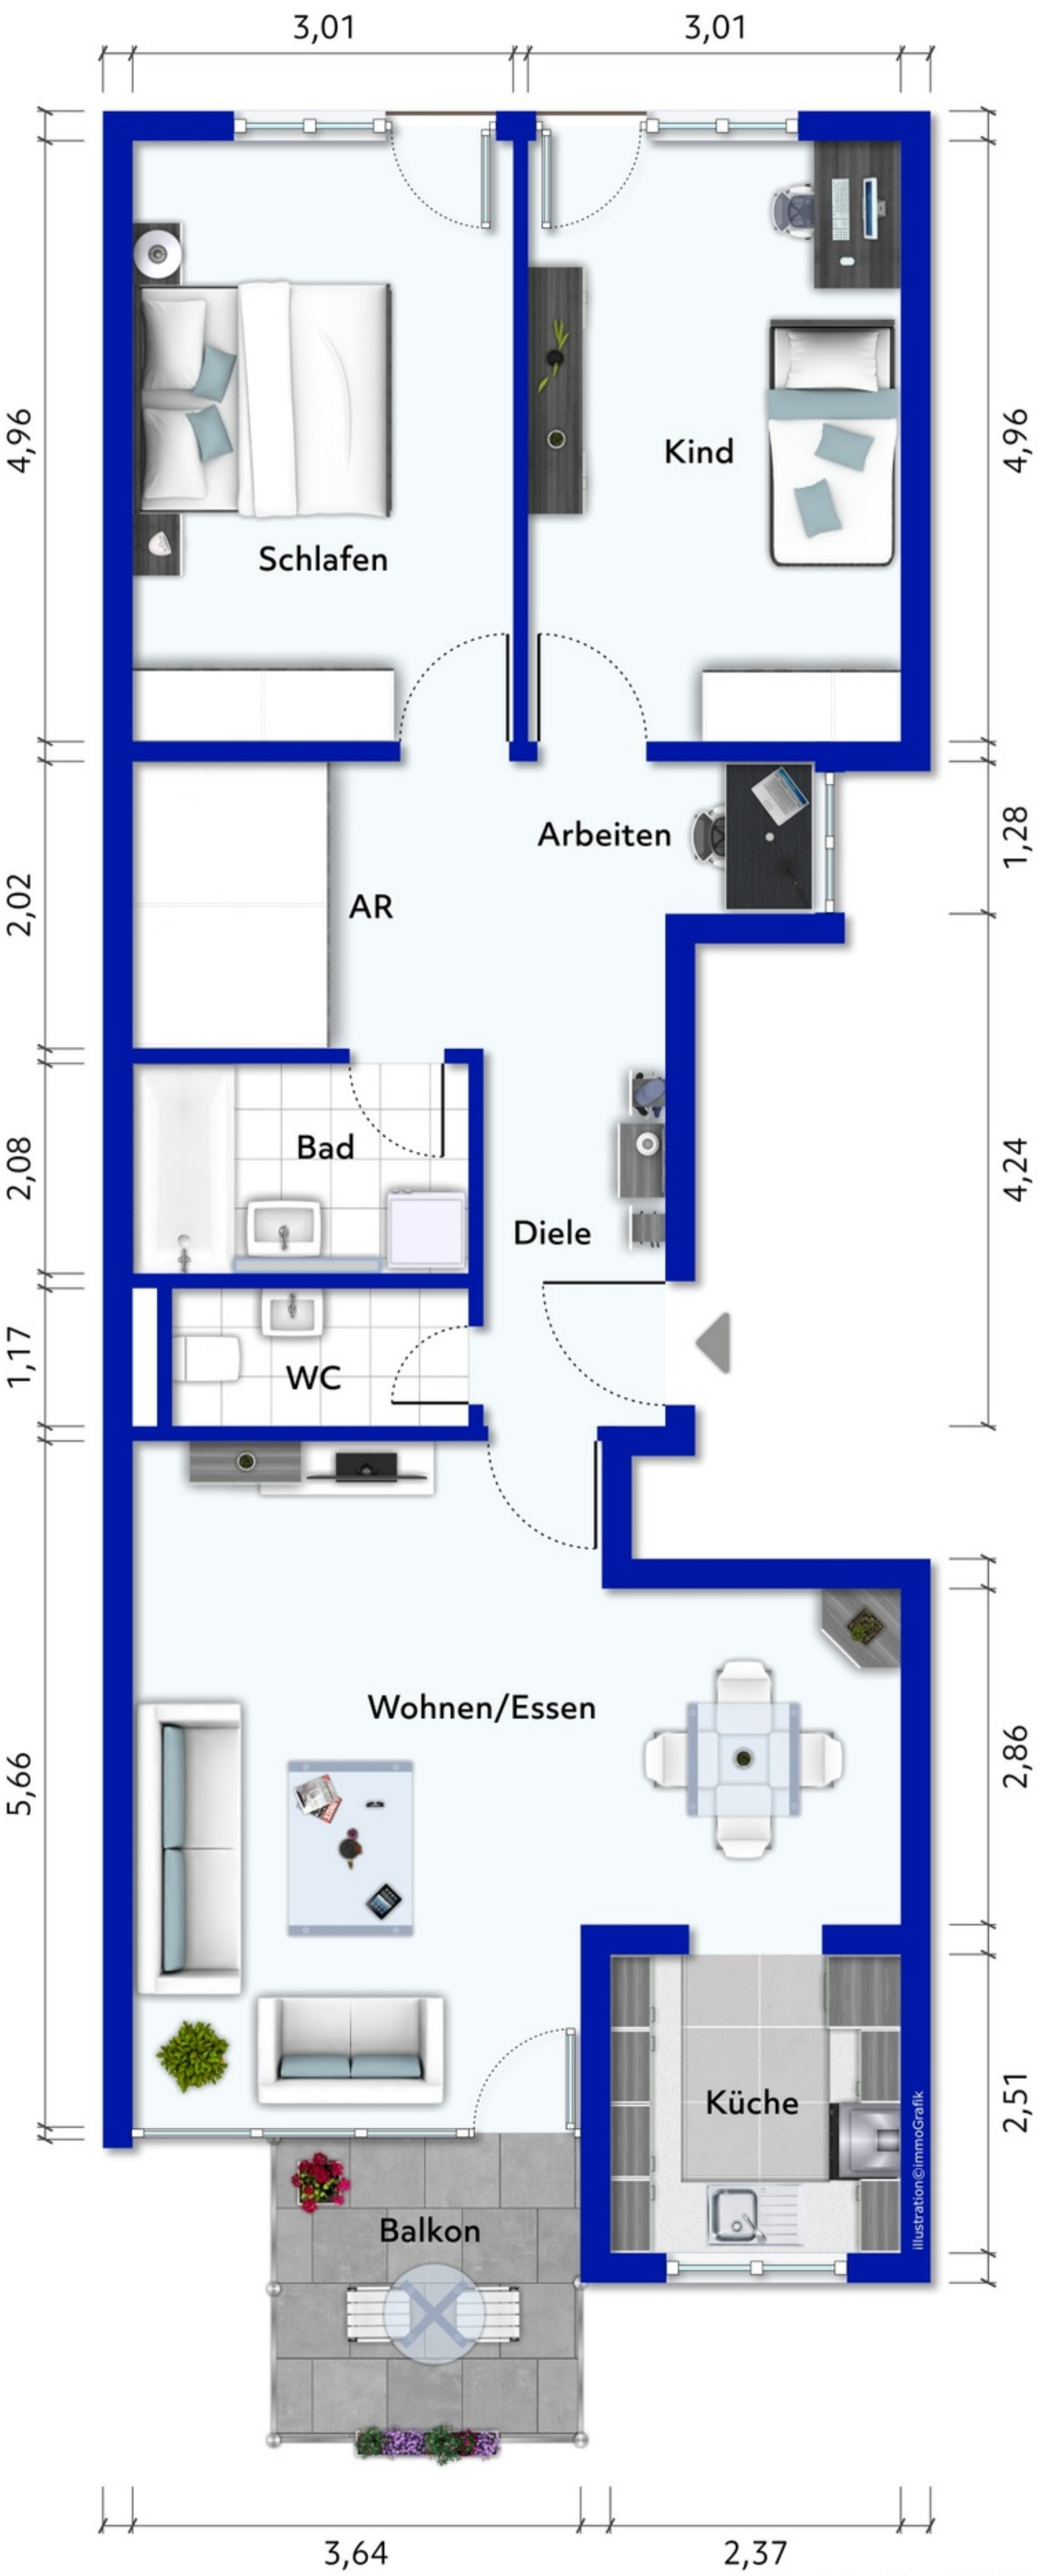 3,01
3,01
4,96
4,96
Kind
Schlafen
Arbeiten
1,28
2,02
AR
Bad
2,08
4,24
Diele
1,17
WC
Wohnen/Essen
5,66
2,86
Küche
2,51
illustration©immoGrafik
Balkon
3,64
2,37